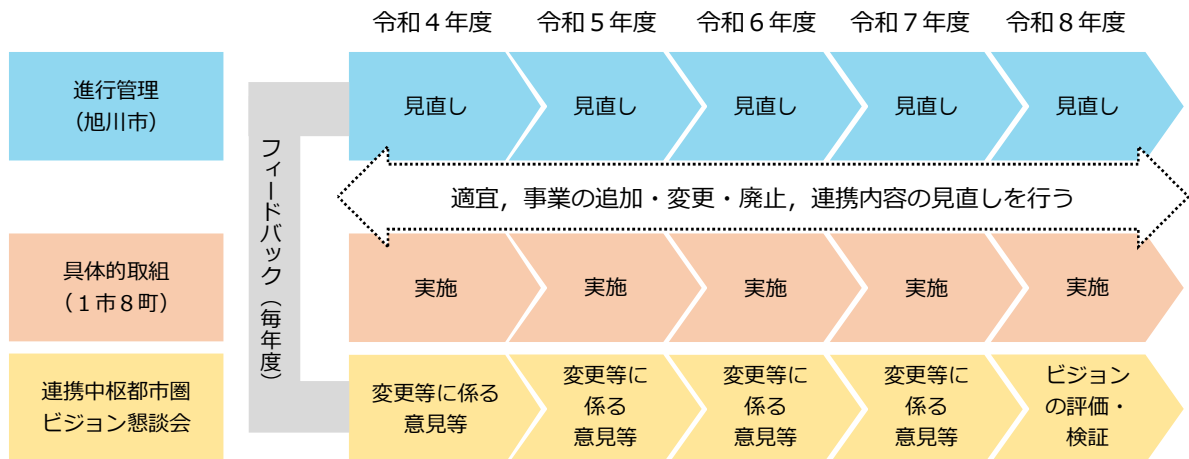 令和４年度
令和５年度
令和６年度
令和７年度
令和８年度
進行管理
（旭川市）
見直し
見直し
見直し
見直し
見直し
フィードバック（毎年度）
適宜，事業の追加・変更・廃止，連携内容の見直しを行う
具体的取組
（１市８町）
実施
実施
実施
実施
実施
連携中枢都市圏
ビジョン懇談会
変更等に係る
意見等
変更等に
係る
意見等
変更等に
係る
意見等
変更等に
係る
意見等
ビジョン
の評価・
検証